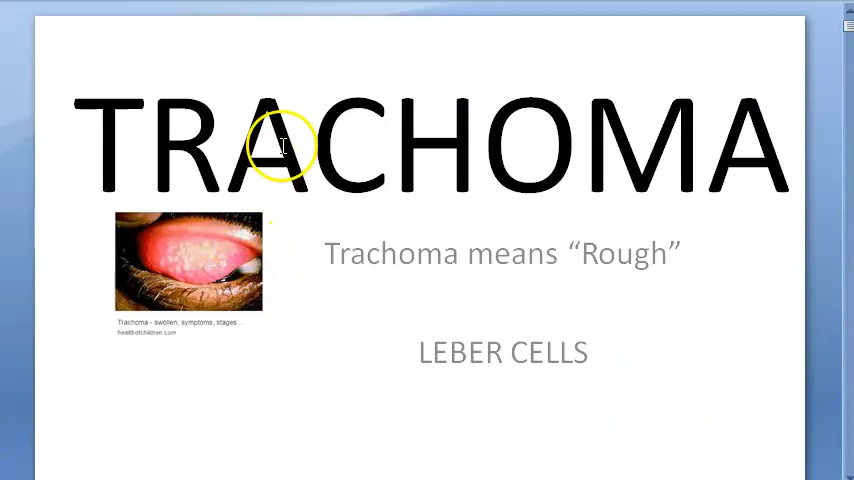 TRACHOMA
Trachoma means “Rough”
Trachoma - swollen, symptoms, stages ...
healthofchildren.com
LEBER CELLS